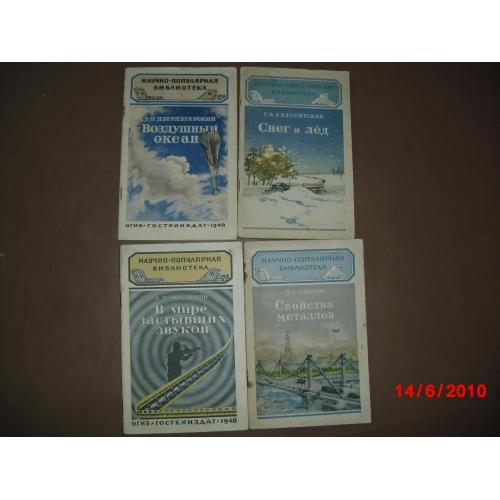 НАУЧНО-ПОПУЛЯРНАЯ
БИБЛИОТЕКА
Б.Л. ДЗЕРДЗЕЕВСКИЙ
Воздушный
океан
ОГИЗ • ГОСТЕХИЗДАТ • 1948
НАУЧНО-ПОПУЛЯРНАЯ
БИБЛИОТЕКА
Снег и лёд
НАУЧНО-ПОПУЛЯРНАЯ
БИБЛИОТЕКА
В мире
застывших
звуков
ОГИЗ • ГОСТЕХИЗДАТ • 1948
НАУЧНО-ПОПУЛЯРНАЯ
БИБЛИОТЕКА
Свойства
металлов
14/6/2010